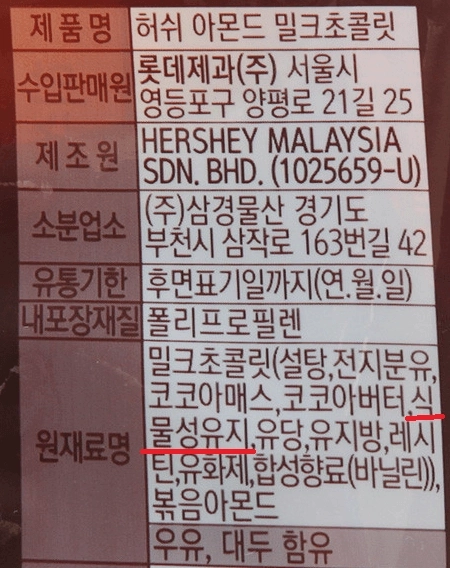 제품명
허쉬 아몬드 밀크초콜릿
수입판매원
롯데제과(주) 서울시
영등포구 양평로 21길 25
제조원
HERSHEY MALAYSIA
SDN. BHD. (1025659-U)
소분업소
(주)삼경물산 경기도
부천시 삼작로 163번길 42
유통기한
후면표기일까지(연.월.일)
내포장재질
폴리프로필렌
원재료명
밀크초콜릿(설탕,전지분유,
코코아매스,코코아버터,식
물성유지,유당,유지방,레시
틴,유화제,합성향료(바닐린)),
볶음아몬드
우유, 대두 함유